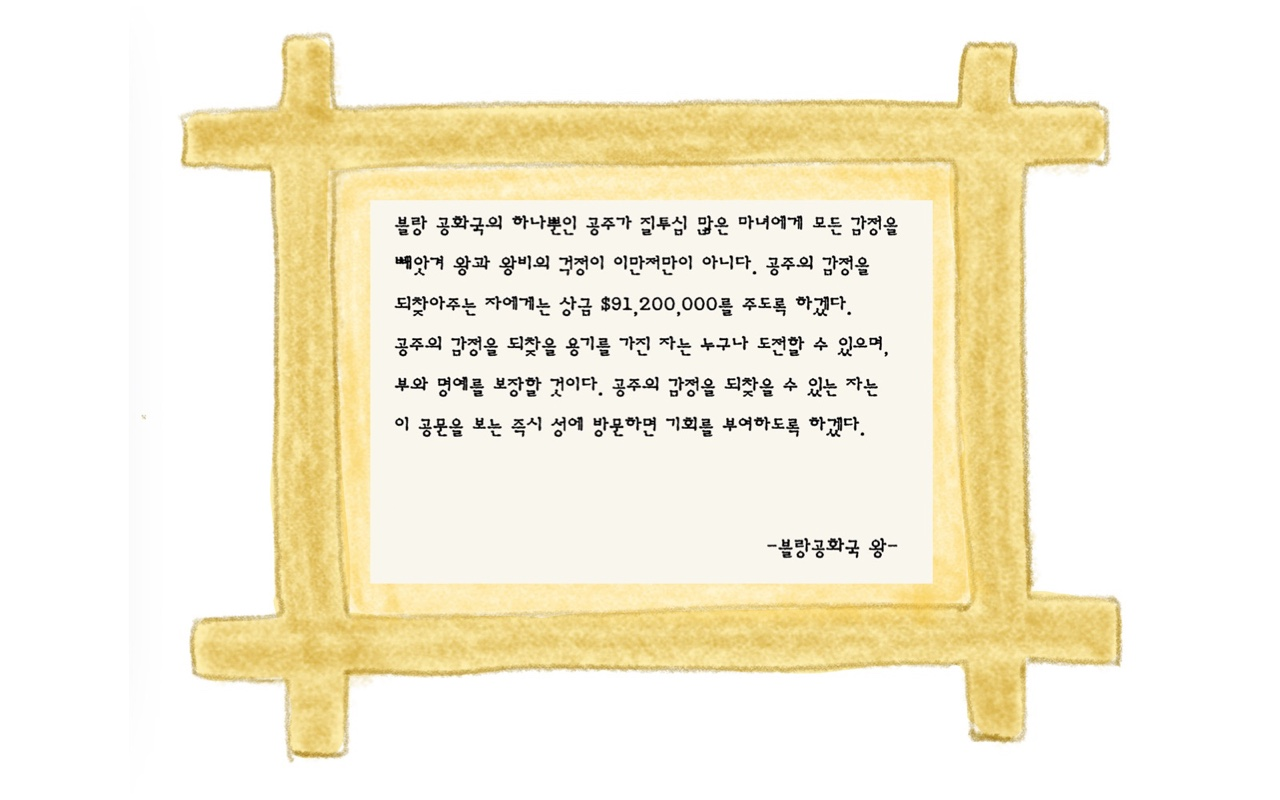 블랑 공화국의 하나뿐인 공주가 질투심 많은 마녀에게 모든 감정을
빼앗겨 왕과 왕비의 걱정이 이만저만이 아니다. 공주의 감정을
되찾아주는 자에게는 상금 $91,200,000를 주도록 하겠다.
공주의 감정을 되찾을 용기를 가진 자는 누구나 도전할 수 있으며,
부와 명예를 보장할 것이다. 공주의 감정을 되찾을 수 있는 자는
이 공문을 보는 즉시 성에 방문하면 기회를 부여하도록 하겠다.
-블랑공화국 왕-